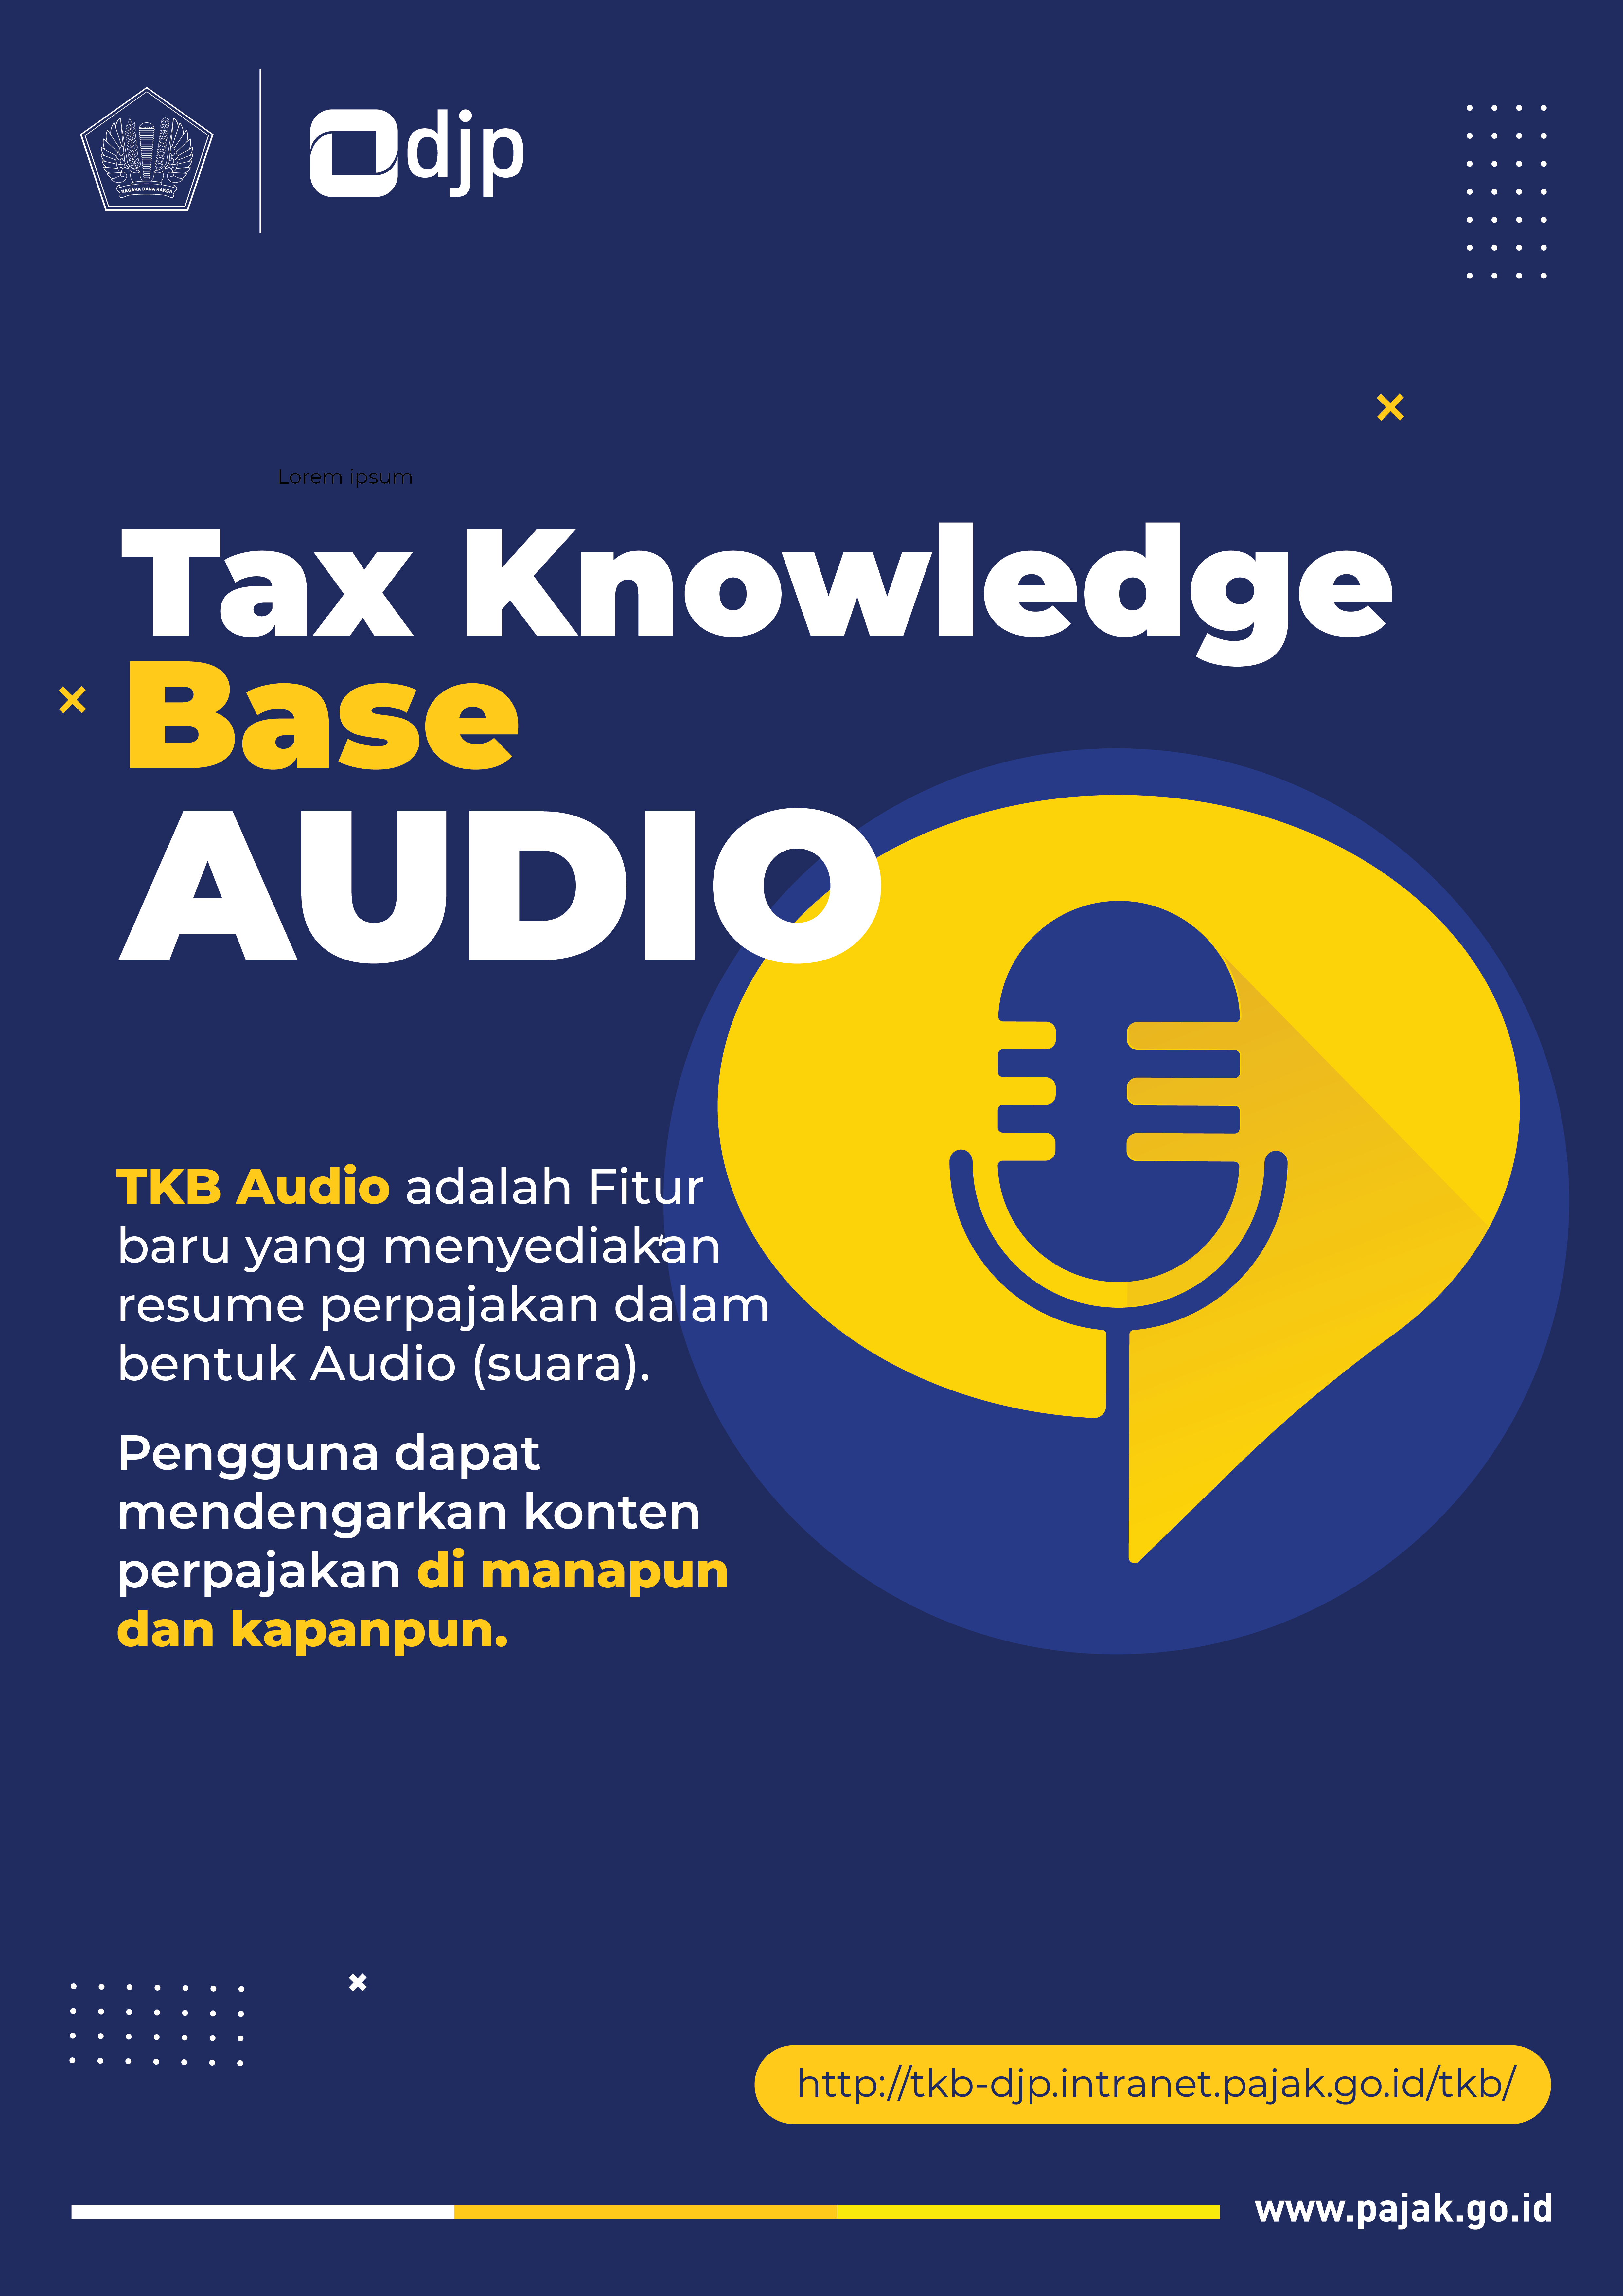 NAGARA DANA RAKCA
djp
Lorem ipsum
Tax Knowledge
Base
AUDIO
TKB Audio adalah Fitur
baru yang menyediakan
resume perpajakan dalam
bentuk Audio (suara).
Pengguna dapat
mendengarkan konten
perpajakan di manapun
dan kapanpun.
http://tkb-djp.intranet.pajak.go.id/tkb/
www.pajak.go.id